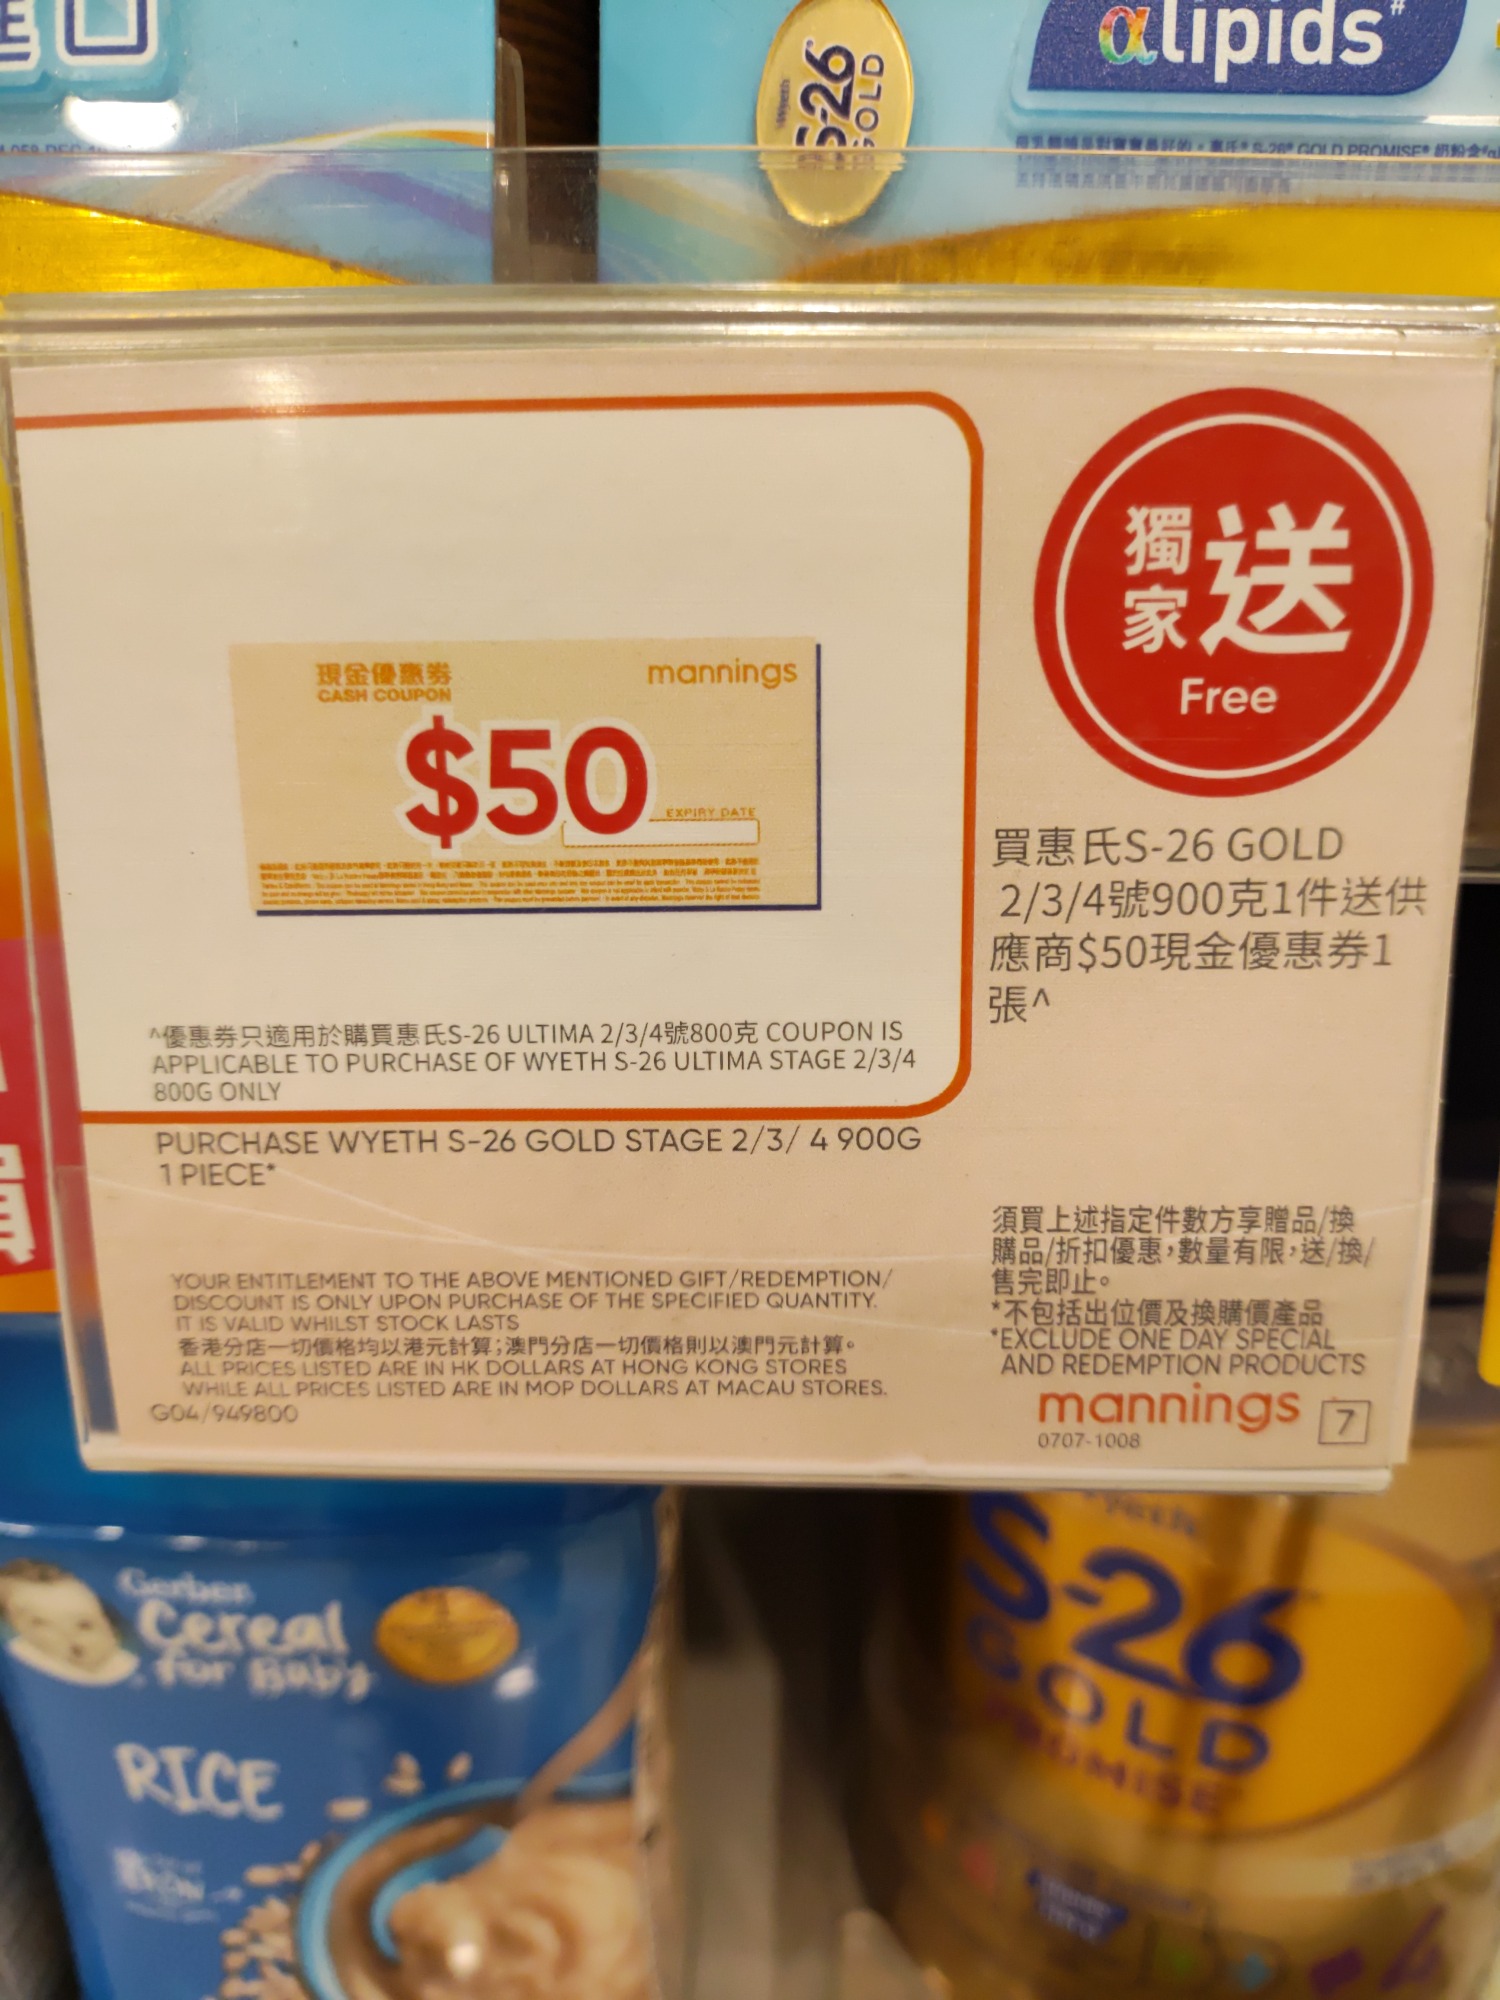 αlipids#
Wyeth
S-26
GOLD
獨家送
Free
現金優惠券
CASH COUPON
mannings
$50
EXPIRY DATE
買惠氏S-26 GOLD
2/3/4號900克1件送供
應商$50現金優惠券1
張^
^優惠券只適用於購買惠氏S-26 ULTIMA 2/3/4號800克 COUPON IS
APPLICABLE TO PURCHASE OF WYETH S-26 ULTIMA STAGE 2/3/4
800G ONLY
PURCHASE WYETH S-26 GOLD STAGE 2/3/ 4 900G
1 PIECE*
YOUR ENTITLEMENT TO THE ABOVE MENTIONED GIFT/REDEMPTION/
DISCOUNT IS ONLY UPON PURCHASE OF THE SPECIFIED QUANTITY.
IT IS VALID WHILST STOCK LASTS
香港分店一切價格均以港元計算;澳門分店一切價格則以澳門元計算。
ALL PRICES LISTED ARE IN HK DOLLARS AT HONG KONG STORES
WHILE ALL PRICES LISTED ARE IN MOP DOLLARS AT MACAU STORES.
G04/949800
須買上述指定件數方享贈品/換
購品/折扣優惠,數量有限,送/換/
售完即止。
*不包括出位價及換購價產品
*EXCLUDE ONE DAY SPECIAL
AND REDEMPTION PRODUCTS
mannings 7
0707-1008
Gerber
Cereal
for Baby
RICE
Wyeth
S-26
GOLD
PROMISE